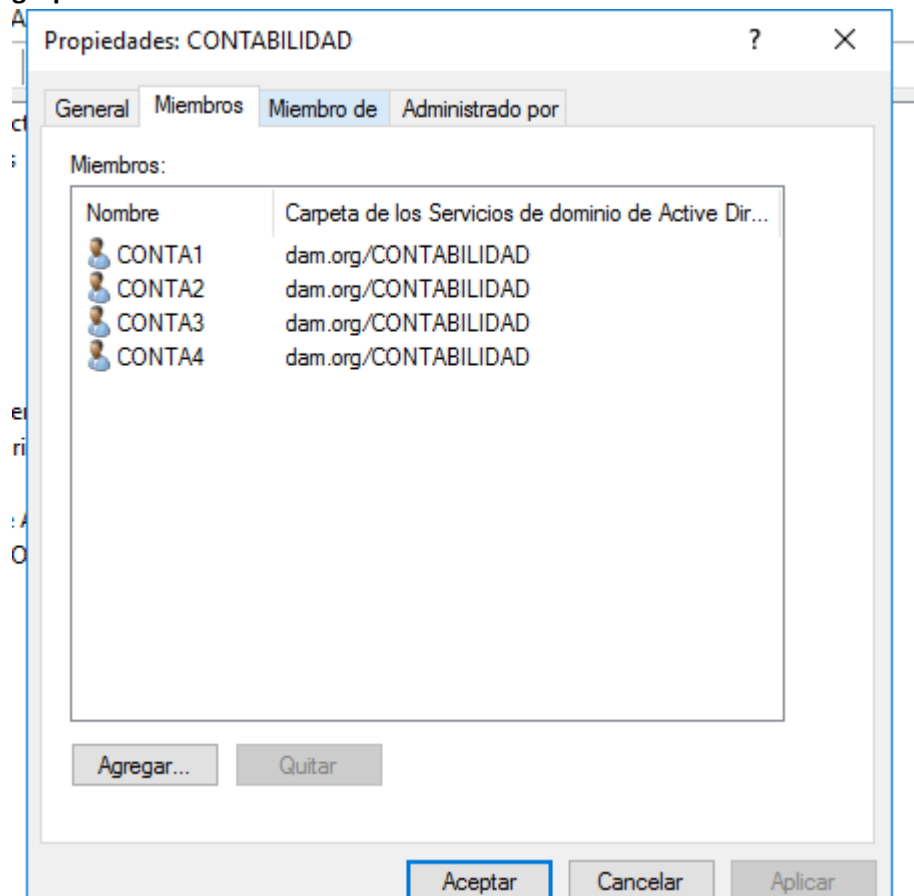 Propiedades: CONTABILIDAD ? X
General Miembros Miembro de Administrado por
Miembros:
Nombre Carpeta de los Servicios de dominio de Active Dir...
CONTA1 dam.org/CONTABILIDAD
CONTA2 dam.org/CONTABILIDAD
CONTA3 dam.org/CONTABILIDAD
CONTA4 dam.org/CONTABILIDAD
Agregar... Quitar
Aceptar Cancelar Aplicar